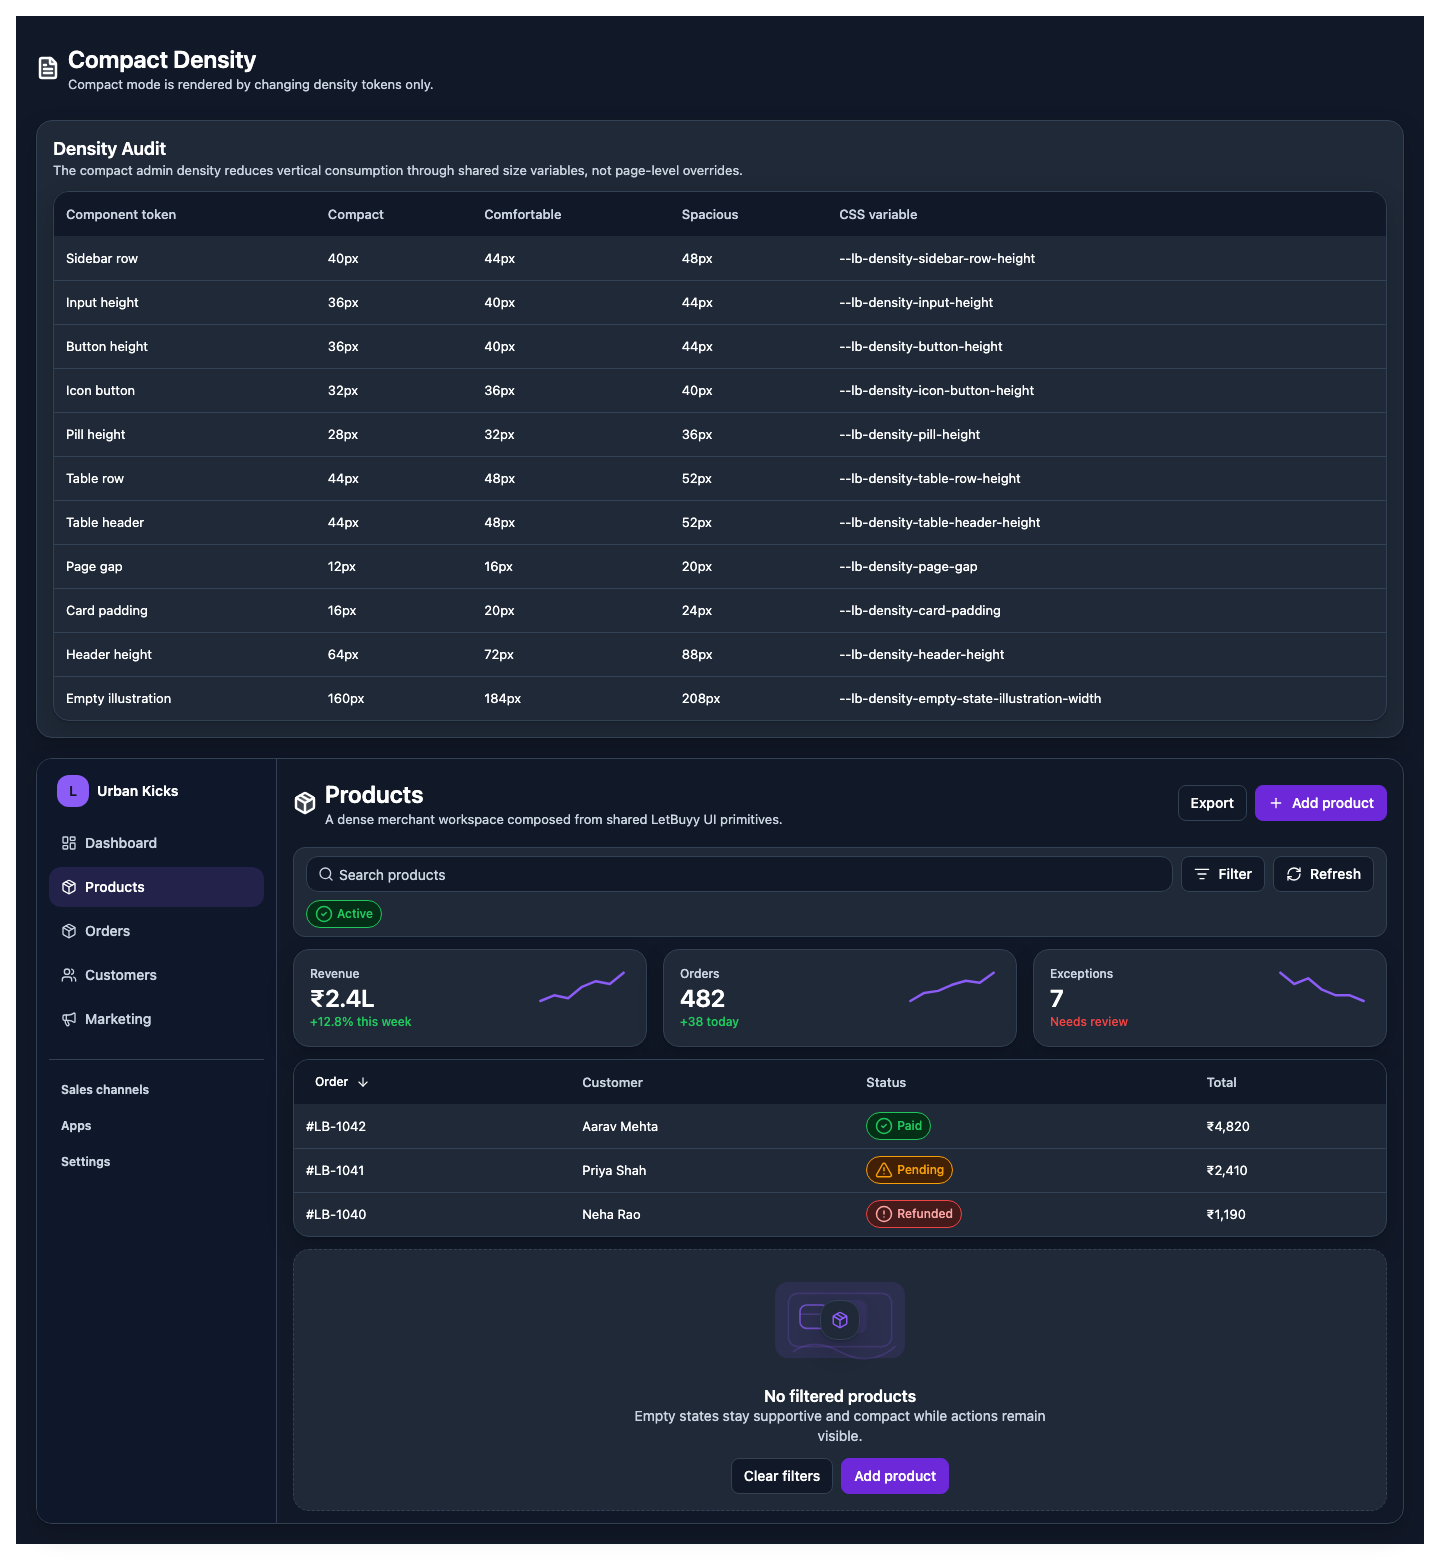 Compact Density
Compact mode is rendered by changing density tokens only.
Density Audit
The compact admin density reduces vertical consumption through shared size variables, not page-level overrides.
Component token Compact Comfortable Spacious CSS variable
Sidebar row 40px 44px 48px --lb-density-sidebar-row-height
Input height 36px 40px 44px --lb-density-input-height
Button height 36px 40px 44px --lb-density-button-height
Icon button 32px 36px 40px --lb-density-icon-button-height
Pill height 28px 32px 36px --lb-density-pill-height
Table row 44px 48px 52px --lb-density-table-row-height
Table header 44px 48px 52px --lb-density-table-header-height
Page gap 12px 16px 20px --lb-density-page-gap
Card padding 16px 20px 24px --lb-density-card-padding
Header height 64px 72px 88px --lb-density-header-height
Empty illustration 160px 184px 208px --lb-density-empty-state-illustration-width
L Urban Kicks
Dashboard
Products
Orders
Customers
Marketing
Sales channels
Apps
Settings
Products
A dense merchant workspace composed from shared LetBuyy UI primitives.
Export Add product
Search products Filter Refresh
Active
Revenue
₹2.4L
+12.8% this week
Orders
482
+38 today
Exceptions
7
Needs review
Order Customer Status Total
#LB-1042 Aarav Mehta Paid ₹4,820
#LB-1041 Priya Shah Pending ₹2,410
#LB-1040 Neha Rao Refunded ₹1,190
No filtered products
Empty states stay supportive and compact while actions remain
visible.
Clear filters Add product